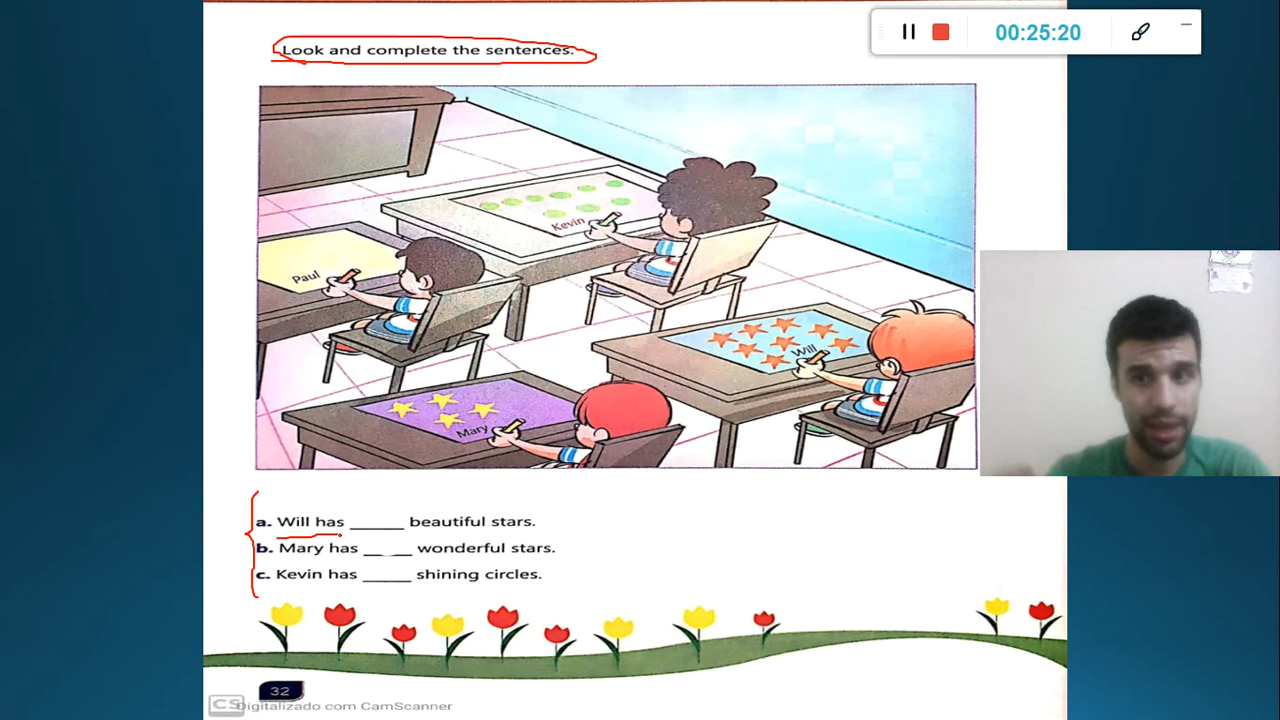 Look and complete the sentences.
00:25:20
Kevin
Paul
Will
Mary
a. Will has ______ beautiful stars.
b. Mary has ______ wonderful stars.
c. Kevin has ______ shining circles.
32
CS Digitalizado com CamScanner